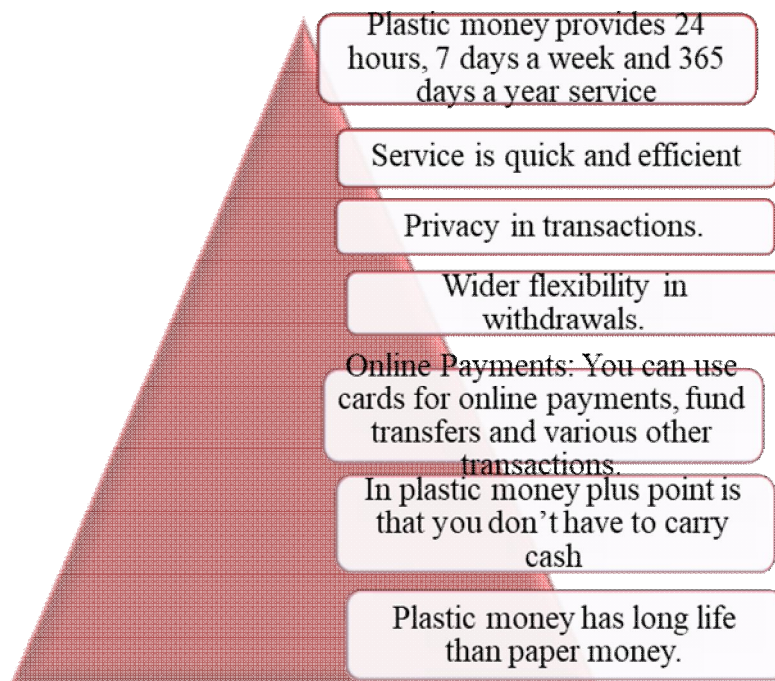 Plastic money provides 24
hours, 7 days a week and 365
days a year service
Service is quick and efficient
Privacy in transactions.
Wider flexibility in
withdrawals.
Online Payments: You can use
cards for online payments, fund
transfers and various other
transactions.
In plastic money plus point is
that you don’t have to carry
cash
Plastic money has long life
than paper money.